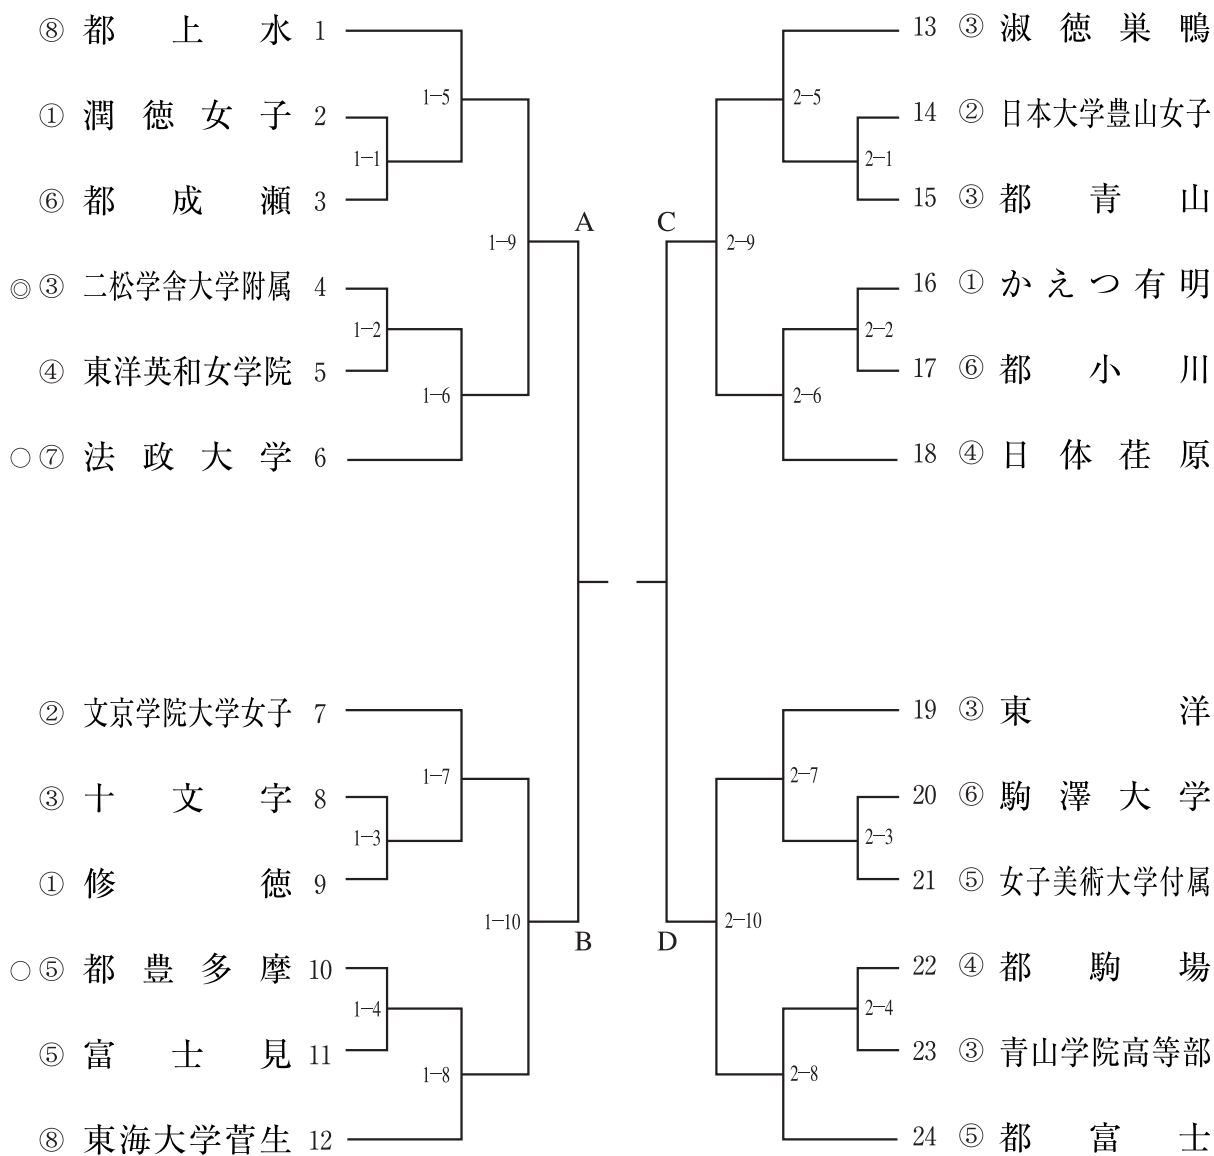 ⑧ 都上水 1
1−5
① 潤徳女子 2
1−1
⑥ 都成瀬 3
1−9
A
◎ ③ 二松学舎大学附属 4
1−2
④ 東洋英和女学院 5
1−6
○ ⑦ 法政大学 6
② 文京学院大学女子 7
1−7
③ 十文字 8
1−3
① 修徳 9
1−10
B
○ ⑤ 都豊多摩 10
1−4
⑤ 富士見 11
1−8
⑧ 東海大学菅生 12
13 ③ 淑徳巣鴨
2−5
14 ② 日本大学豊山女子
2−1
15 ③ 都青山
C
2−9
16 ① かえつ有明
2−2
17 ⑥ 都小川
2−6
18 ④ 日体荏原
19 ③ 東洋
2−7
20 ⑥ 駒澤大学
2−3
21 ⑤ 女子美術大学付属
D
2−10
22 ④ 都駒場
2−4
23 ③ 青山学院高等部
2−8
24 ⑤ 都富士